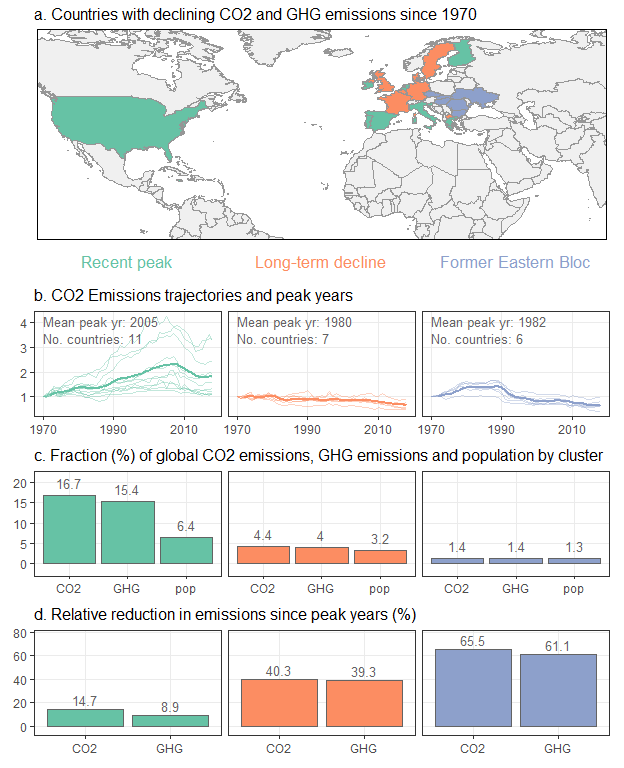 a. Countries with declining CO2 and GHG emissions since 1970
Recent peak Long-term decline Former Eastern Bloc
b. CO2 Emissions trajectories and peak years
Mean peak yr: 2005 Mean peak yr: 1980 Mean peak yr: 1982
No. countries: 11 No. countries: 7 No. countries: 6
4
3
2
1
1970 1990 2010 1970 1990 2010 1970 1990 2010
c. Fraction (%) of global CO2 emissions, GHG emissions and population by cluster
20
15
10
5
0
16.7 15.4 6.4 4.4 4 3.2 1.4 1.4 1.3
CO2 GHG pop CO2 GHG pop CO2 GHG pop
d. Relative reduction in emissions since peak years (%)
80
60
40
20
0
14.7 8.9 40.3 39.3 65.5 61.1
CO2 GHG CO2 GHG CO2 GHG